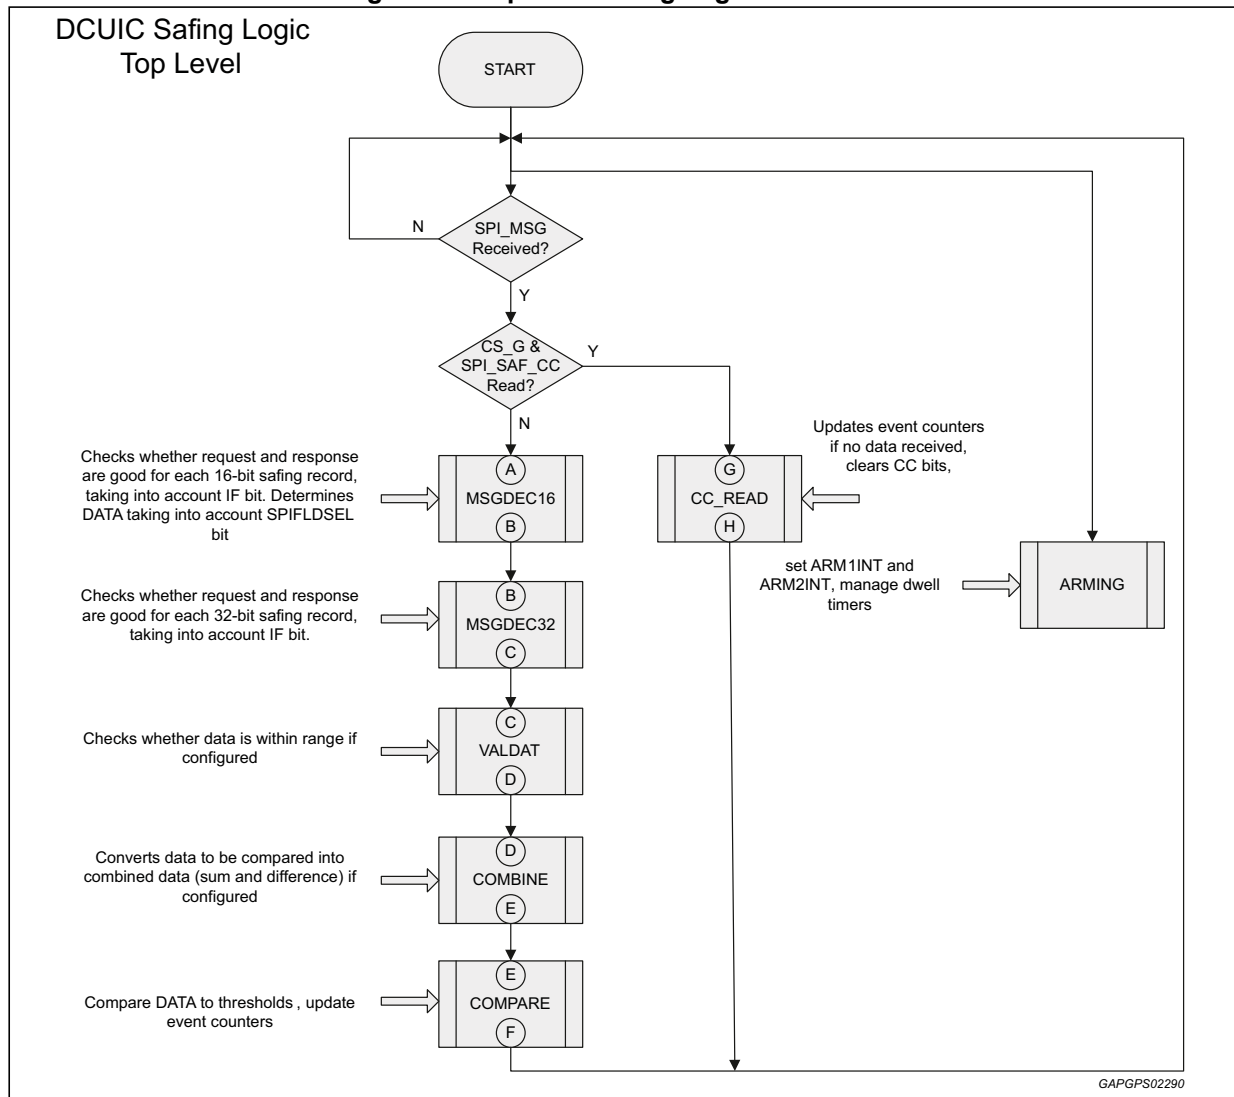 DCUIC Safing Logic
Top Level
START
N
SPI_MSG
Received?
Y
CS_G &
SPI_SAF_CC
Read?
Y
N
Checks whether request and response
are good for each 16-bit safing record,
taking into account IF bit. Determines
DATA taking into account SPIFLDSEL
bit
A
MSGDEC16
B
Updates event counters
if no data received,
clears CC bits,
G
CC_READ
H
set ARM1INT and
ARM2INT, manage dwell
timers
ARMING
Checks whether request and response
are good for each 32-bit safing record,
taking into account IF bit.
B
MSGDEC32
C
Checks whether data is within range if
configured
C
VALDAT
D
Converts data to be compared into
combined data (sum and difference) if
configured
D
COMBINE
E
Compare DATA to thresholds , update
event counters
E
COMPARE
F
GAPGPS02290